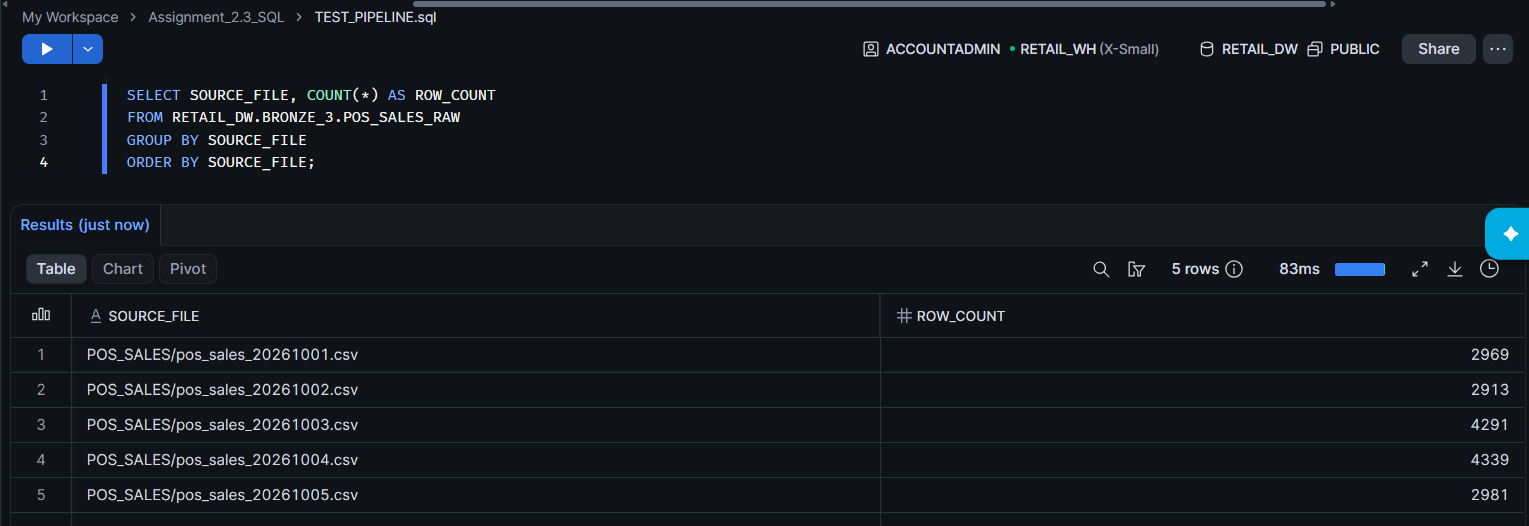 My Workspace > Assignment_2.3_SQL > TEST_PIPELINE.sql
ACCOUNTADMIN • RETAIL_WH (X-Small) RETAIL_DW PUBLIC Share ...
1 SELECT SOURCE_FILE, COUNT(*) AS ROW_COUNT
2 FROM RETAIL_DW.BRONZE_3.POS_SALES_RAW
3 GROUP BY SOURCE_FILE
4 ORDER BY SOURCE_FILE;
Results (just now)
Table Chart Pivot 5 rows 83ms
A SOURCE_FILE # ROW_COUNT
1 POS_SALES/pos_sales_20261001.csv 2969
2 POS_SALES/pos_sales_20261002.csv 2913
3 POS_SALES/pos_sales_20261003.csv 4291
4 POS_SALES/pos_sales_20261004.csv 4339
5 POS_SALES/pos_sales_20261005.csv 2981